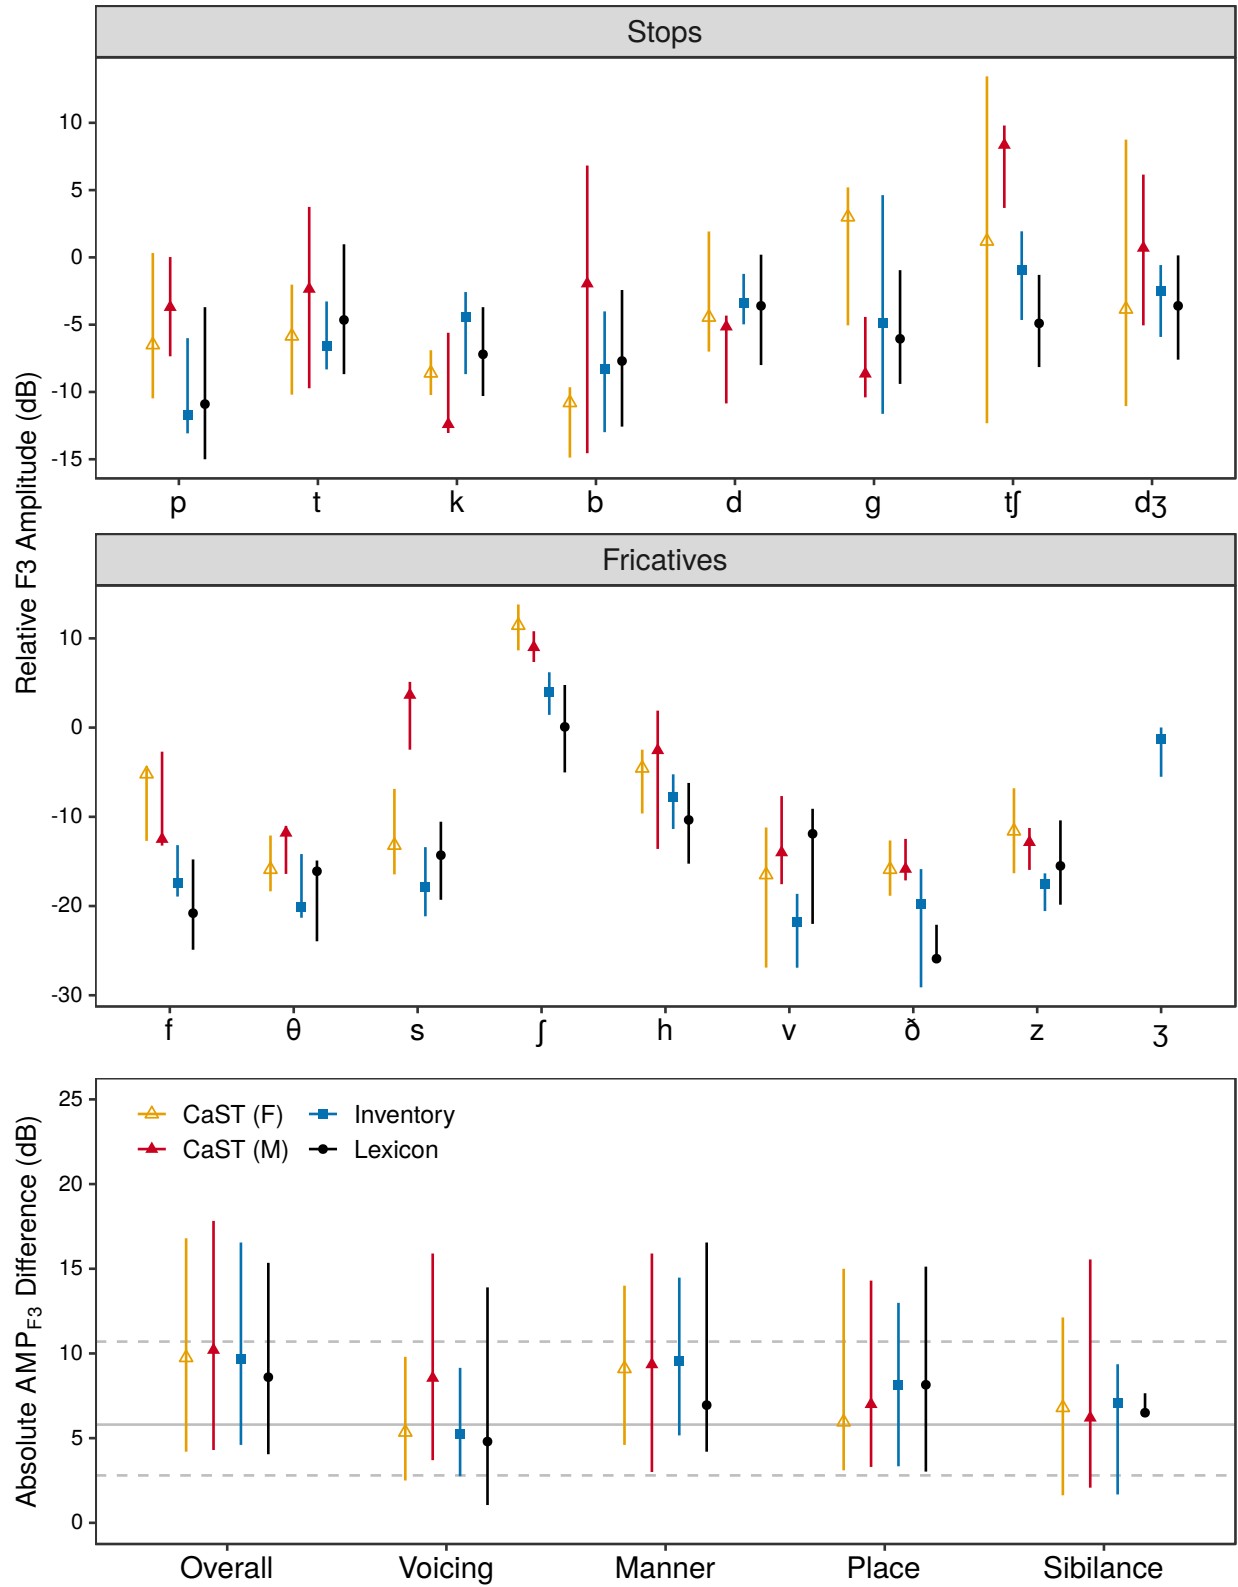 Stops
Relative F3 Amplitude (dB)
10
5
0
-5
-10
-15
p t k b d g tʃ dʒ
Fricatives
10
0
-10
-20
-30
f θ s ʃ h v ð z ʒ
Absolute AMP_F3 Difference (dB)
25
20
15
10
5
0
CaST (F) Inventory
CaST (M) Lexicon
Overall Voicing Manner Place Sibilance